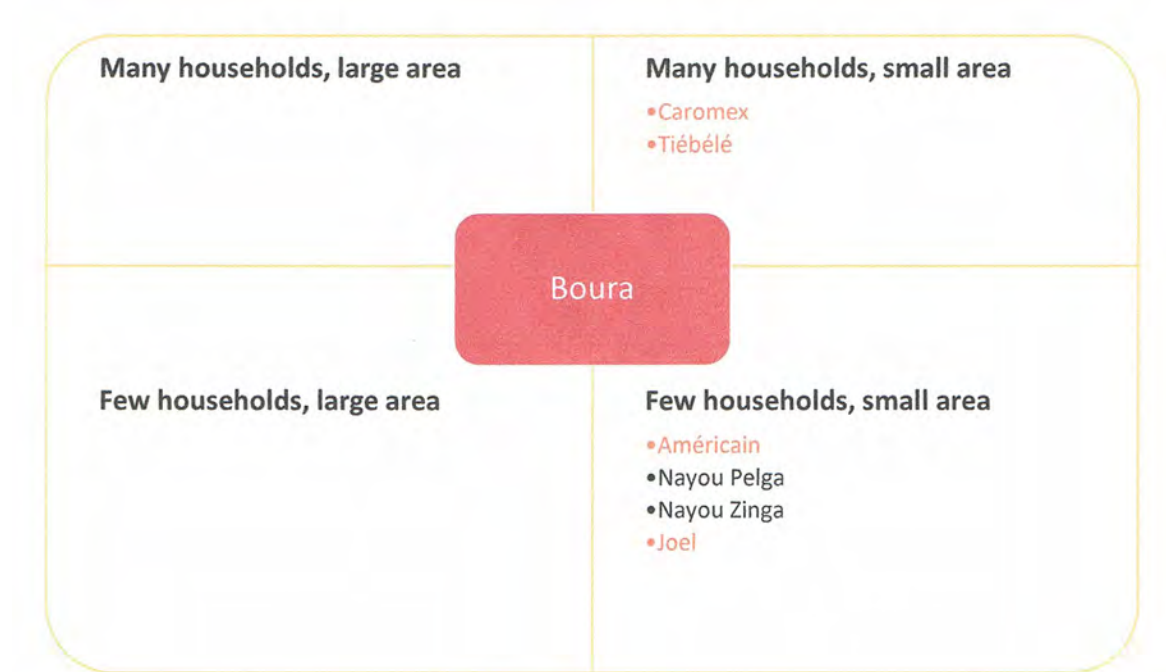 Many households, large area
Many households, small area
•Caromex
•Tiébélé
Boura
Few households, large area
Few households, small area
•Américain
•Nayou Pelga
•Nayou Zinga
•Joel